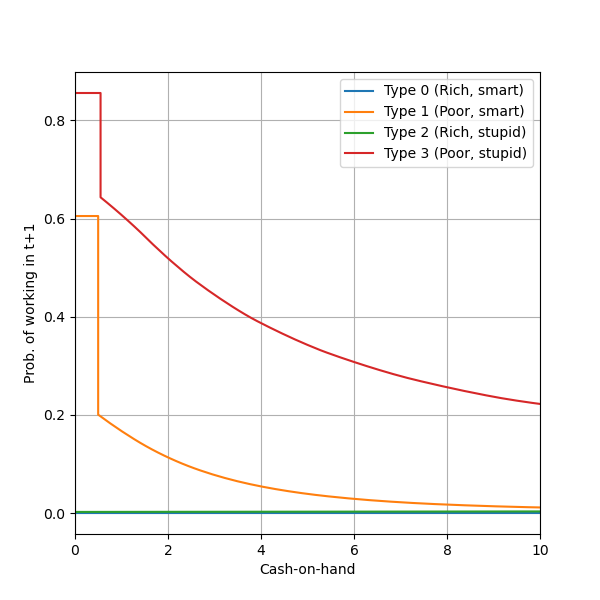 Type 0 (Rich, smart)
Type 1 (Poor, smart)
Type 2 (Rich, stupid)
Type 3 (Poor, stupid)
Prob. of working in t+1
0.8
0.6
0.4
0.2
0.0
0 2 4 6 8 10
Cash-on-hand